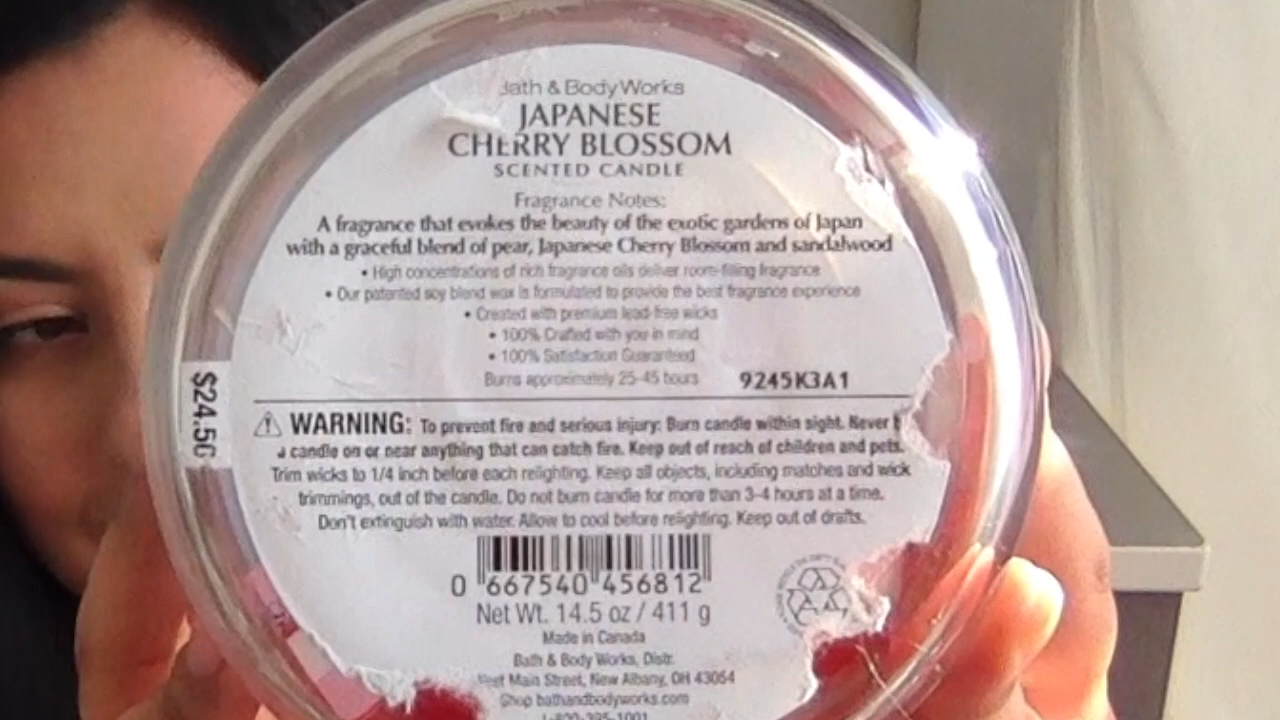 Bath & Body Works
JAPANESE
CHERRY BLOSSOM
SCENTED CANDLE
Fragrance Notes:
A fragrance that evokes the beauty of the exotic gardens of Japan
with a graceful blend of pear, Japanese Cherry Blossom and sandalwood
• High concentrations of rich fragrance oils deliver room-filling fragrance
• Our patented soy blend wax is formulated to provide the best fragrance experience
• Created with premium lead-free wicks
• 100% Crafted with you in mind
• 100% Satisfaction Guaranteed
Burns approximately 25-45 hours 9245K3A1
$24.50
⚠ WARNING: To prevent fire and serious injury: Burn candle within sight. Never
a candle on or near anything that can catch fire. Keep out of reach of children and pets.
Trim wicks to 1/4 inch before each relighting. Keep all objects, including matches and wick
trimmings, out of the candle. Do not burn candle for more than 3-4 hours at a time.
Don't extinguish with water. Allow to cool before relighting. Keep out of drafts.
0 667540 456812
Net Wt. 14.5 oz / 411 g
Made in Canada
Bath & Body Works, Distr.
Main Street, New Albany, OH 43054
Shop bathandbodyworks.com
1-800-395-1001